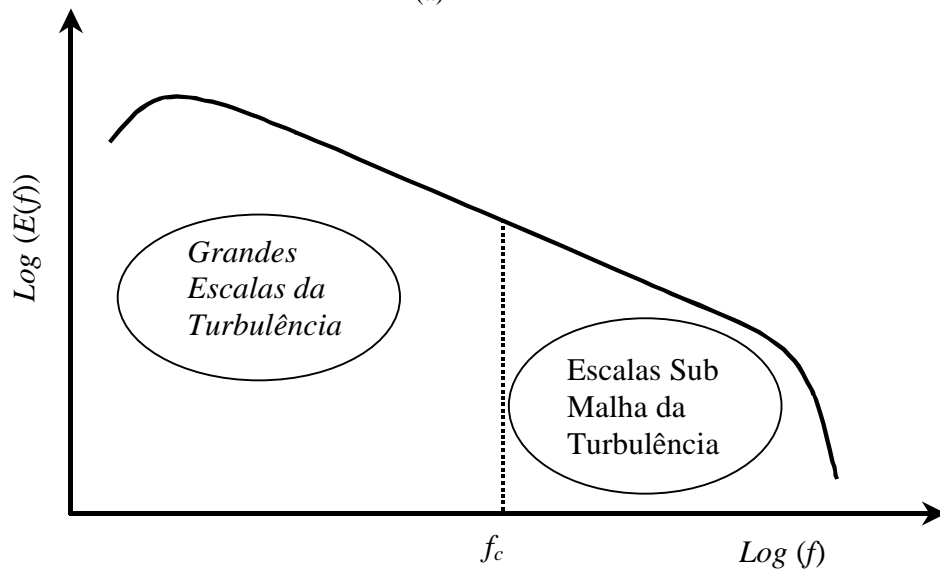 Log (E(f))
Grandes
Escalas da
Turbulência
Escalas Sub
Malha da
Turbulência
fc
Log (f)